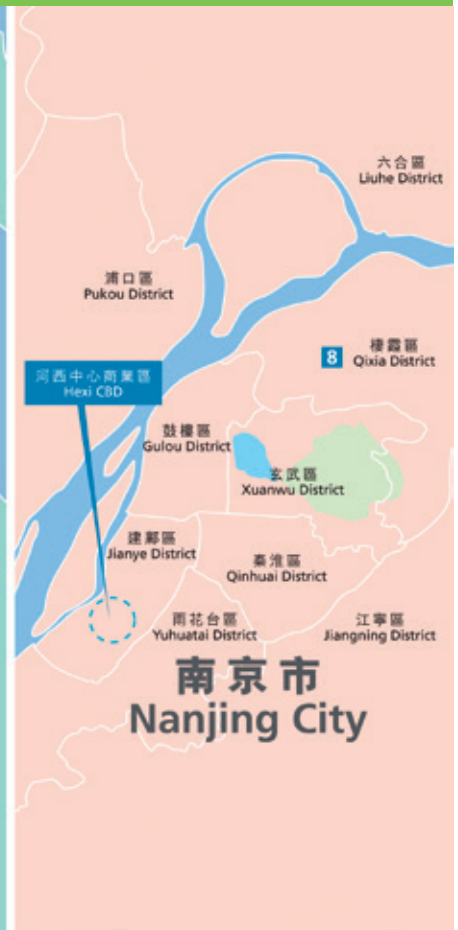 六合區
Liuhe District
浦口區
Pukou District
8
棲霞區
Qixia District
河西中心商業區
Hexi CBD
鼓樓區
Gulou District
玄武區
Xuanwu District
建鄴區
Jianye District
秦淮區
Qinhuai District
雨花台區
Yuhuatai District
江寧區
Jiangning District
南京市
Nanjing City